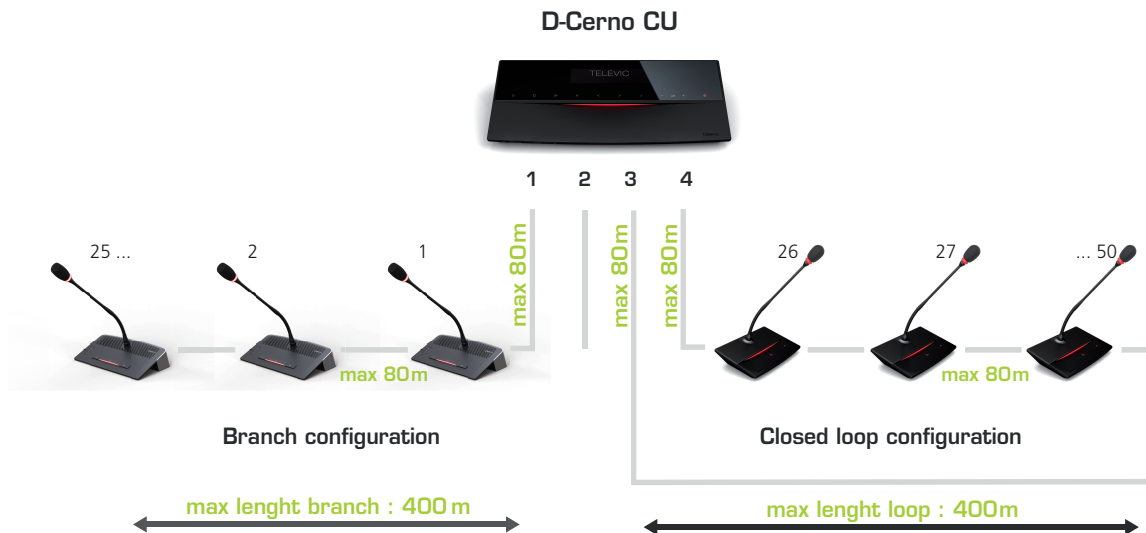 D-Cerno CU
TELEVIC
1 2 3 4
max 80m
max 80m
max 80m
25 ... 2 1
26 27 ... 50
max 80m
max 80m
Branch configuration
Closed loop configuration
max lenght branch : 400 m
max lenght loop : 400m